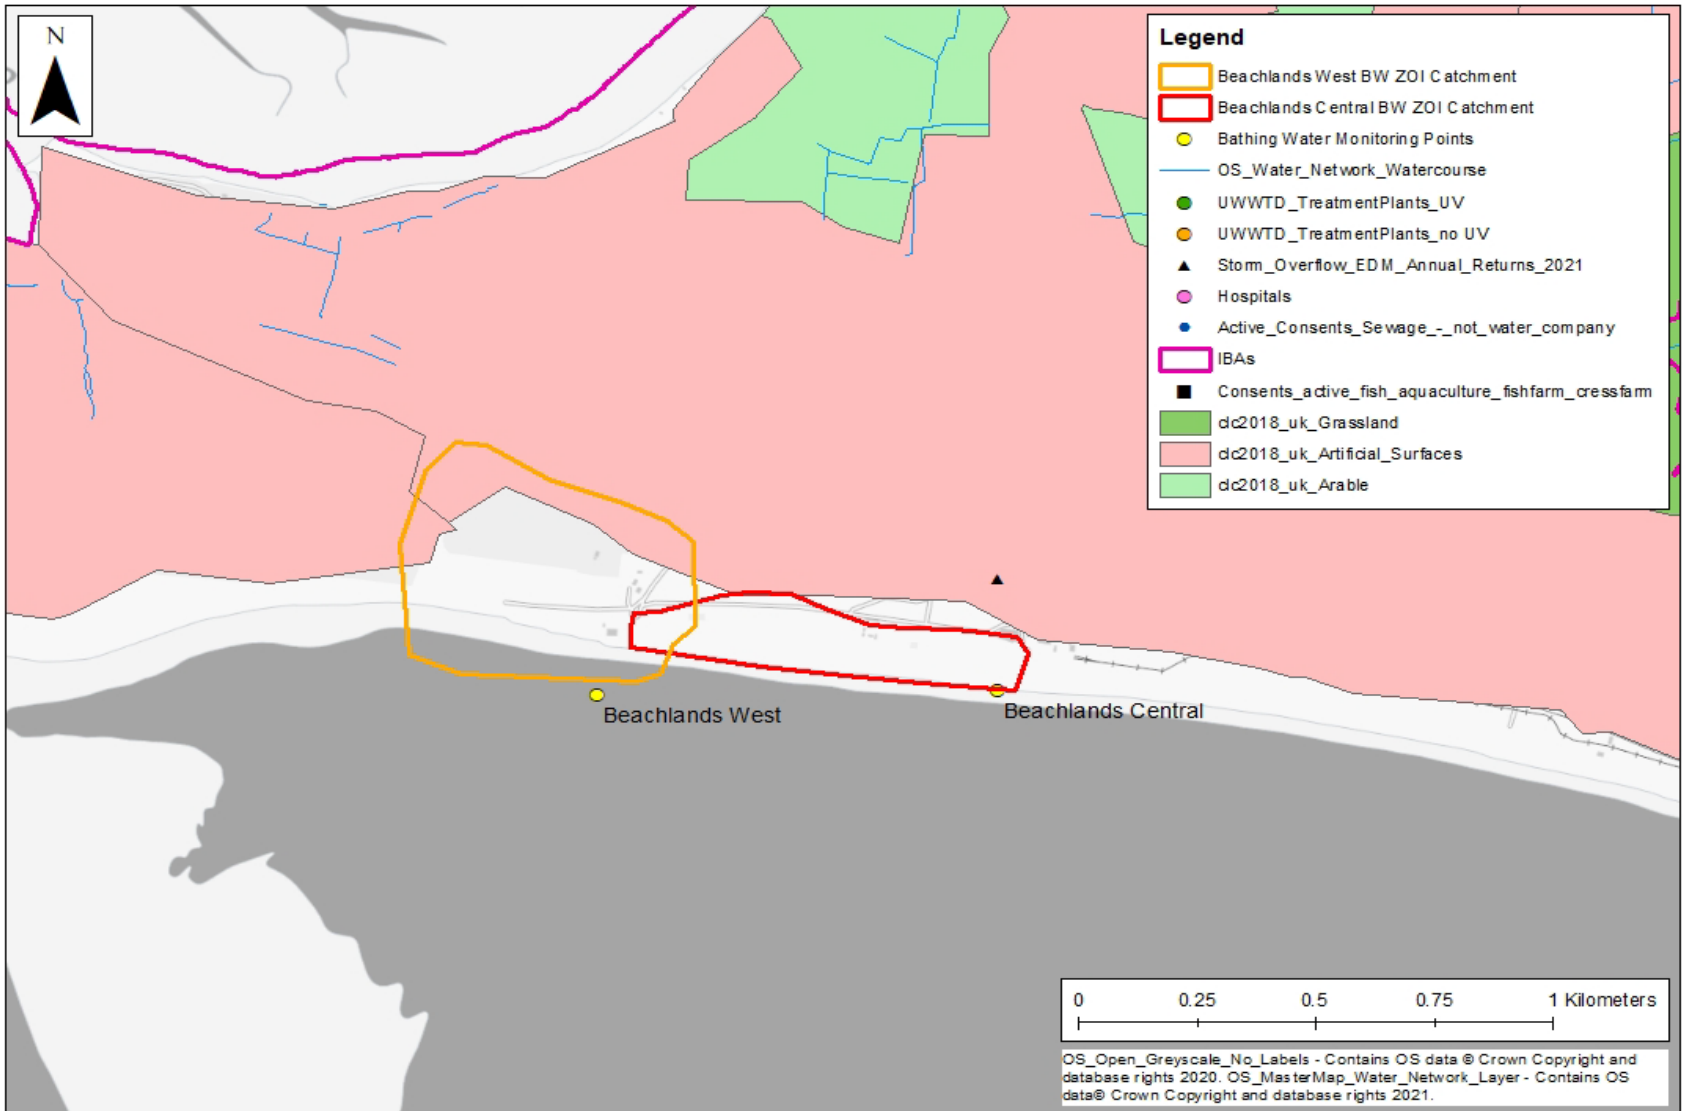 N
Legend
Beachlands West BW ZOI Catchment
Beachlands Central BW ZOI Catchment
Bathing Water Monitoring Points
OS_Water_Network_Watercourse
UWWTD_TreatmentPlants_UV
UWWTD_TreatmentPlants_no UV
Storm_Overflow_EDM_Annual_Returns_2021
Hospitals
Active_Consents_Sewage_-_not_water_company
IBAs
Consents_active_fish_aquaculture_fishfarm_cressfarm
clc2018_uk_Grassland
clc2018_uk_Artificial_Surfaces
clc2018_uk_Arable
Beachlands West
Beachlands Central
0 0.25 0.5 0.75 1 Kilometers
OS_Open_Greyscale_No_Labels - Contains OS data © Crown Copyright and
database rights 2020. OS_MasterMap_Water_Network_Layer - Contains OS
data© Crown Copyright and database rights 2021.